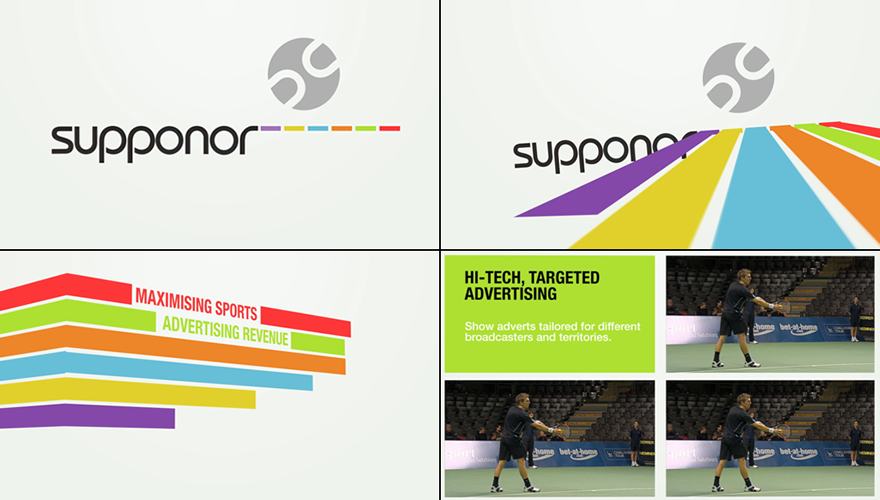 supponor
supponor
MAXIMISING SPORTS
ADVERTISING REVENUE
HI-TECH, TARGETED
ADVERTISING
Show adverts tailored for different
broadcasters and territories.
bet-at-home
bet-at-home
bet-at-home